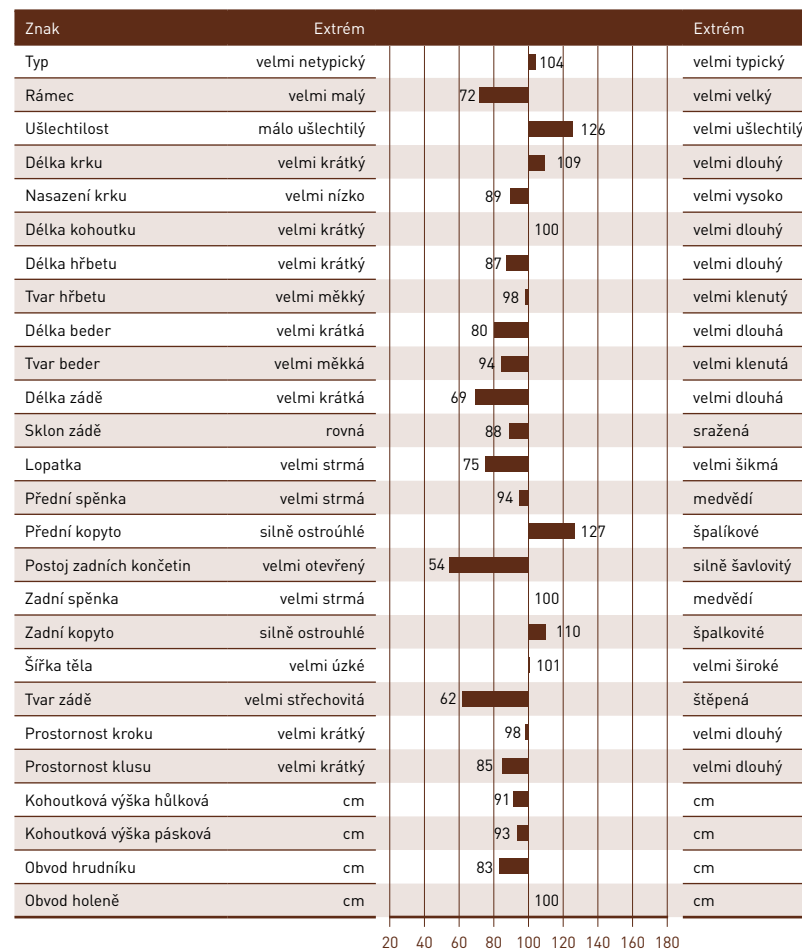 Znak Extrém Extrém
Typ velmi netypický 104 velmi typický
Rámec velmi malý 72 velmi velký
Ušlechtilost málo ušlechtilý 126 velmi ušlechtilý
Délka krku velmi krátký 109 velmi dlouhý
Nasazení krku velmi nízko 89 velmi vysoko
Délka kohoutku velmi krátký 100 velmi dlouhý
Délka hřbetu velmi krátký 87 velmi dlouhý
Tvar hřbetu velmi měkký 98 velmi klenutý
Délka beder velmi krátká 80 velmi dlouhá
Tvar beder velmi měkká 94 velmi klenutá
Délka zádě velmi krátká 69 velmi dlouhá
Sklon zádě rovná 88 sražená
Lopatka velmi strmá 75 velmi šikmá
Přední spěnka velmi strmá 94 medvědí
Přední kopyto silně ostroúhlé 127 špalíkové
Postoj zadních končetin velmi otevřený 54 silně šavlovitý
Zadní spěnka velmi strmá 100 medvědí
Zadní kopyto silně ostrouhlé 110 špalkovité
Šířka těla velmi úzké 101 velmi široké
Tvar zádě velmi střechovitá 62 štěpená
Prostornost kroku velmi krátký 98 velmi dlouhý
Prostornost klusu velmi krátký 85 velmi dlouhý
Kohoutková výška hůlková cm 91 cm
Kohoutková výška pásková cm 93 cm
Obvod hrudníku cm 83 cm
Obvod holeně cm 100 cm
20 40 60 80 100 120 140 160 180